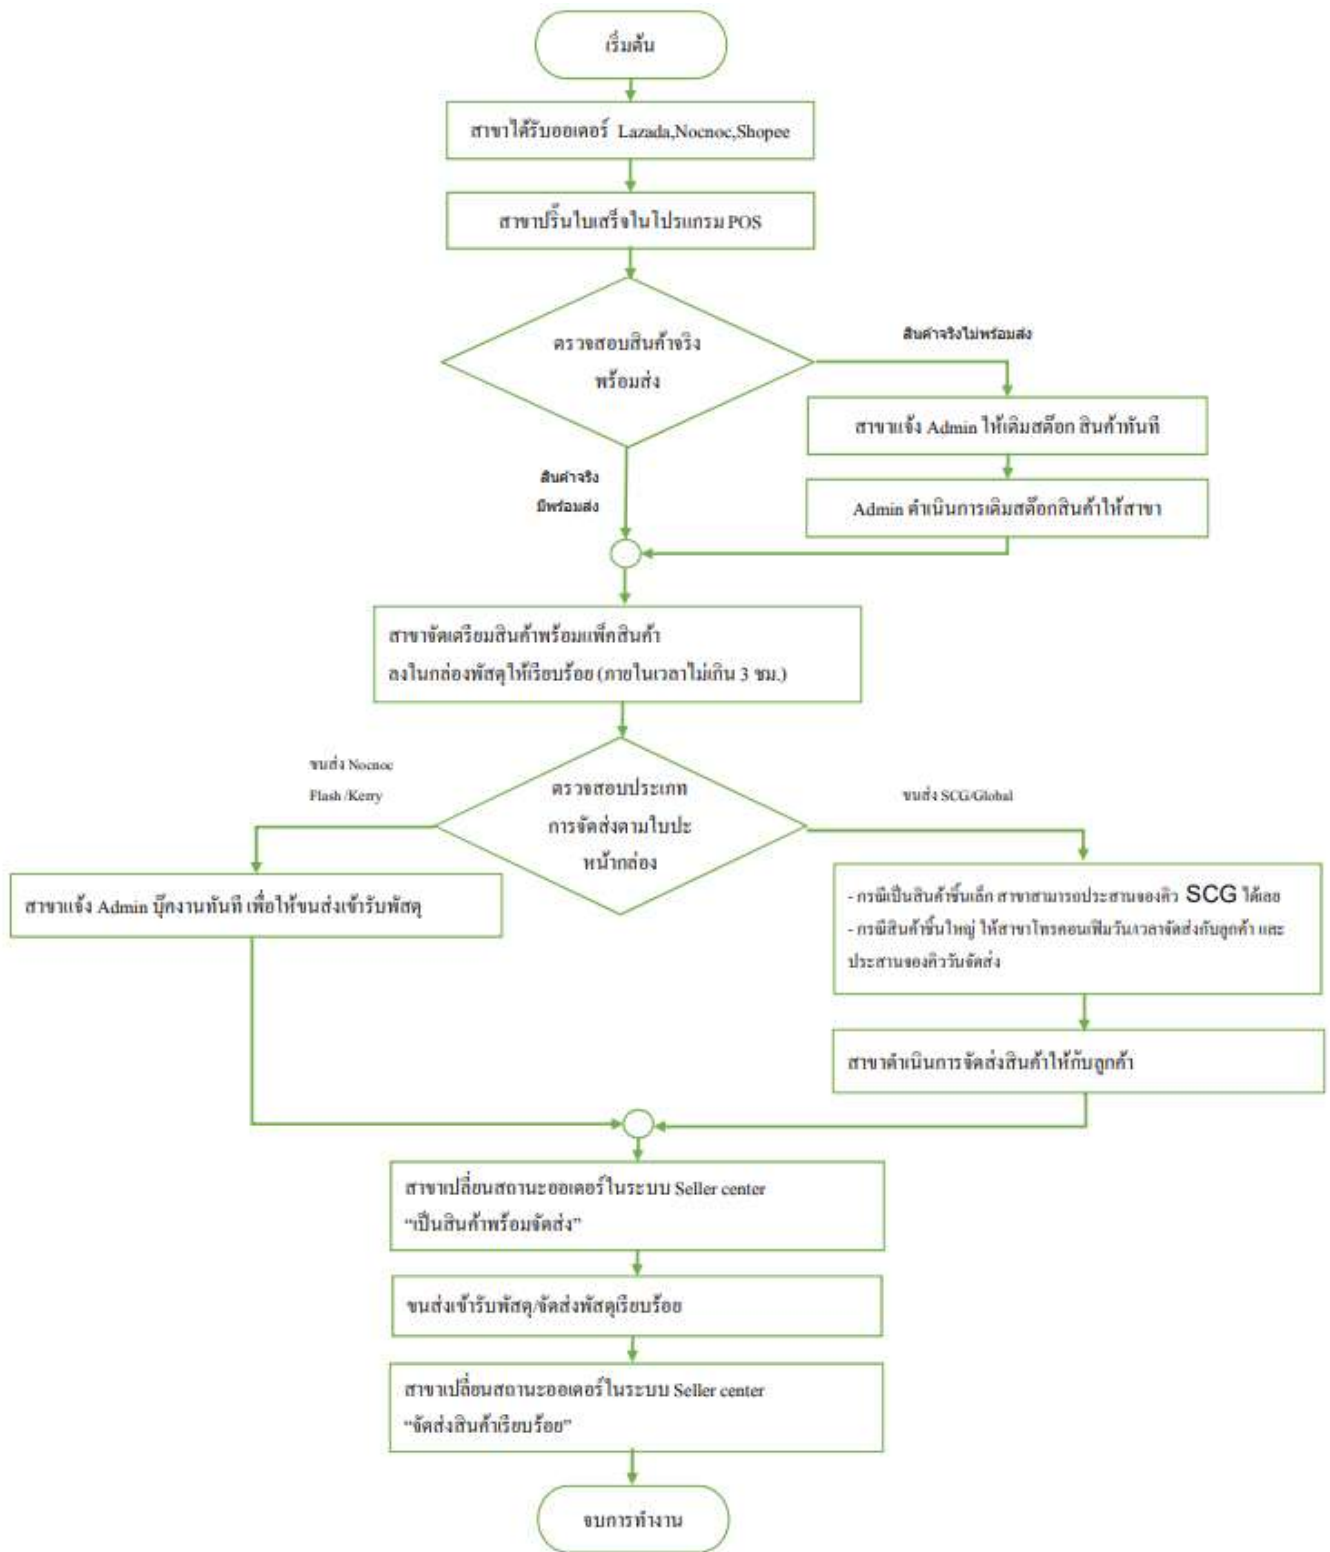 เริ่มต้น
สาขาได้รับออเดอร์ Lazada,Nocnoc,Shopee
สาขาปริ๊นใบเสร็จในโปรแกรม POS
ตรวจสอบสินค้าจริง
พร้อมส่ง
สินค้าจริงไม่พร้อมส่ง
สาขาแจ้ง Admin ให้เติมสต๊อก สินค้าทันที
สินค้าจริง
มีพร้อมส่ง
Admin ดำเนินการเติมสต๊อกสินค้าให้สาขา
สาขาจัดเตรียมสินค้าพร้อมแพ็คสินค้า
ลงในกล่องพัสดุให้เรียบร้อย (ภายในเวลาไม่เกิน 3 ชม.)
ขนส่ง Nocnoc
Flash /Kerry
ตรวจสอบประเภท
การจัดส่งตามใบปะ
หน้ากล่อง
ขนส่ง SCG/Global
สาขาแจ้ง Admin บุ๊คงานทันที เพื่อให้ขนส่งเข้ารับพัสดุ
- กรณีเป็นสินค้าชิ้นเล็ก สาขาสามารถประสานจองคิว SCG ได้เลย
- กรณีสินค้าชิ้นใหญ่ ให้สาขาโทรคอนเฟิมวัน/เวลาจัดส่งกับลูกค้า และ
ประสานจองคิววันจัดส่ง
สาขาดำเนินการจัดส่งสินค้าให้กับลูกค้า
สาขาเปลี่ยนสถานะออเดอร์ในระบบ Seller center
“เป็นสินค้าพร้อมจัดส่ง”
ขนส่งเข้ารับพัสดุ/จัดส่งพัสดุเรียบร้อย
สาขาเปลี่ยนสถานะออเดอร์ในระบบ Seller center
“จัดส่งสินค้าเรียบร้อย”
จบการทำงาน